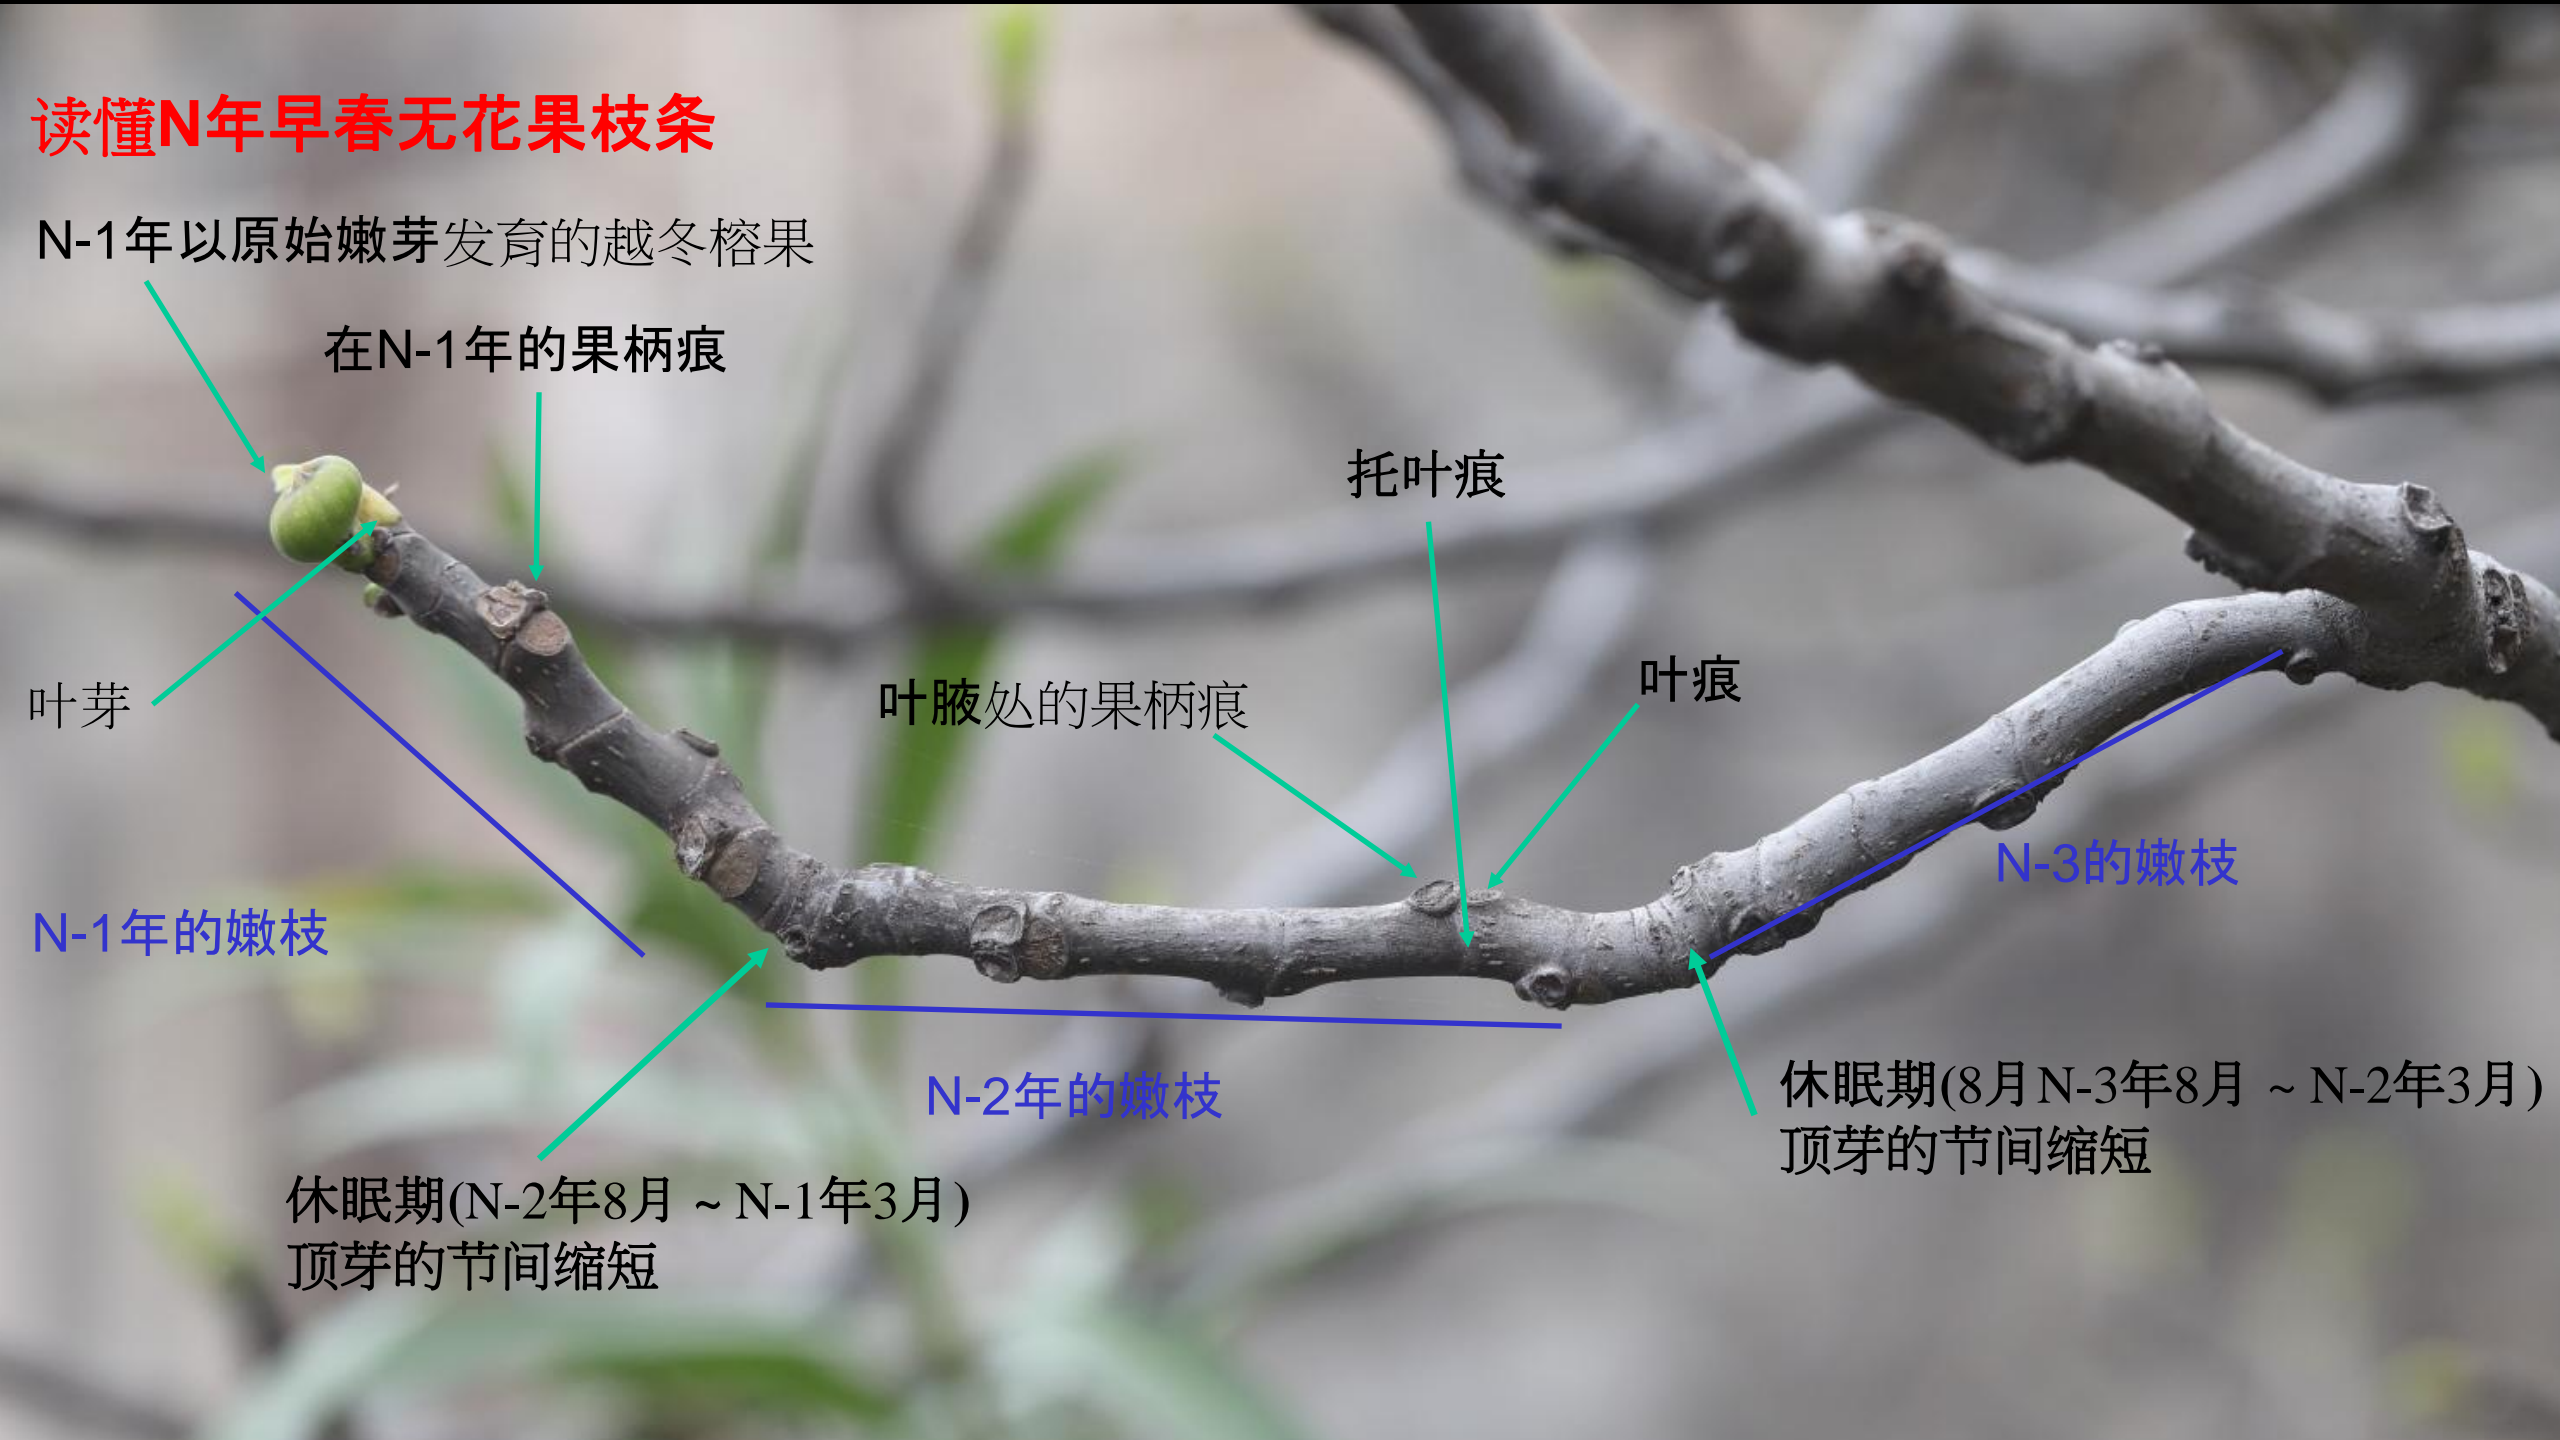 读懂N年早春无花果枝条
N-1年以原始嫩芽发育的越冬榕果
在N-1年的果柄痕
托叶痕
叶痕
叶芽
叶腋处的果柄痕
N-3的嫩枝
N-1年的嫩枝
N-2年的嫩枝
休眠期(8月N-3年8月 ~ N-2年3月)
顶芽的节间缩短
休眠期(N-2年8月 ~ N-1年3月)
顶芽的节间缩短